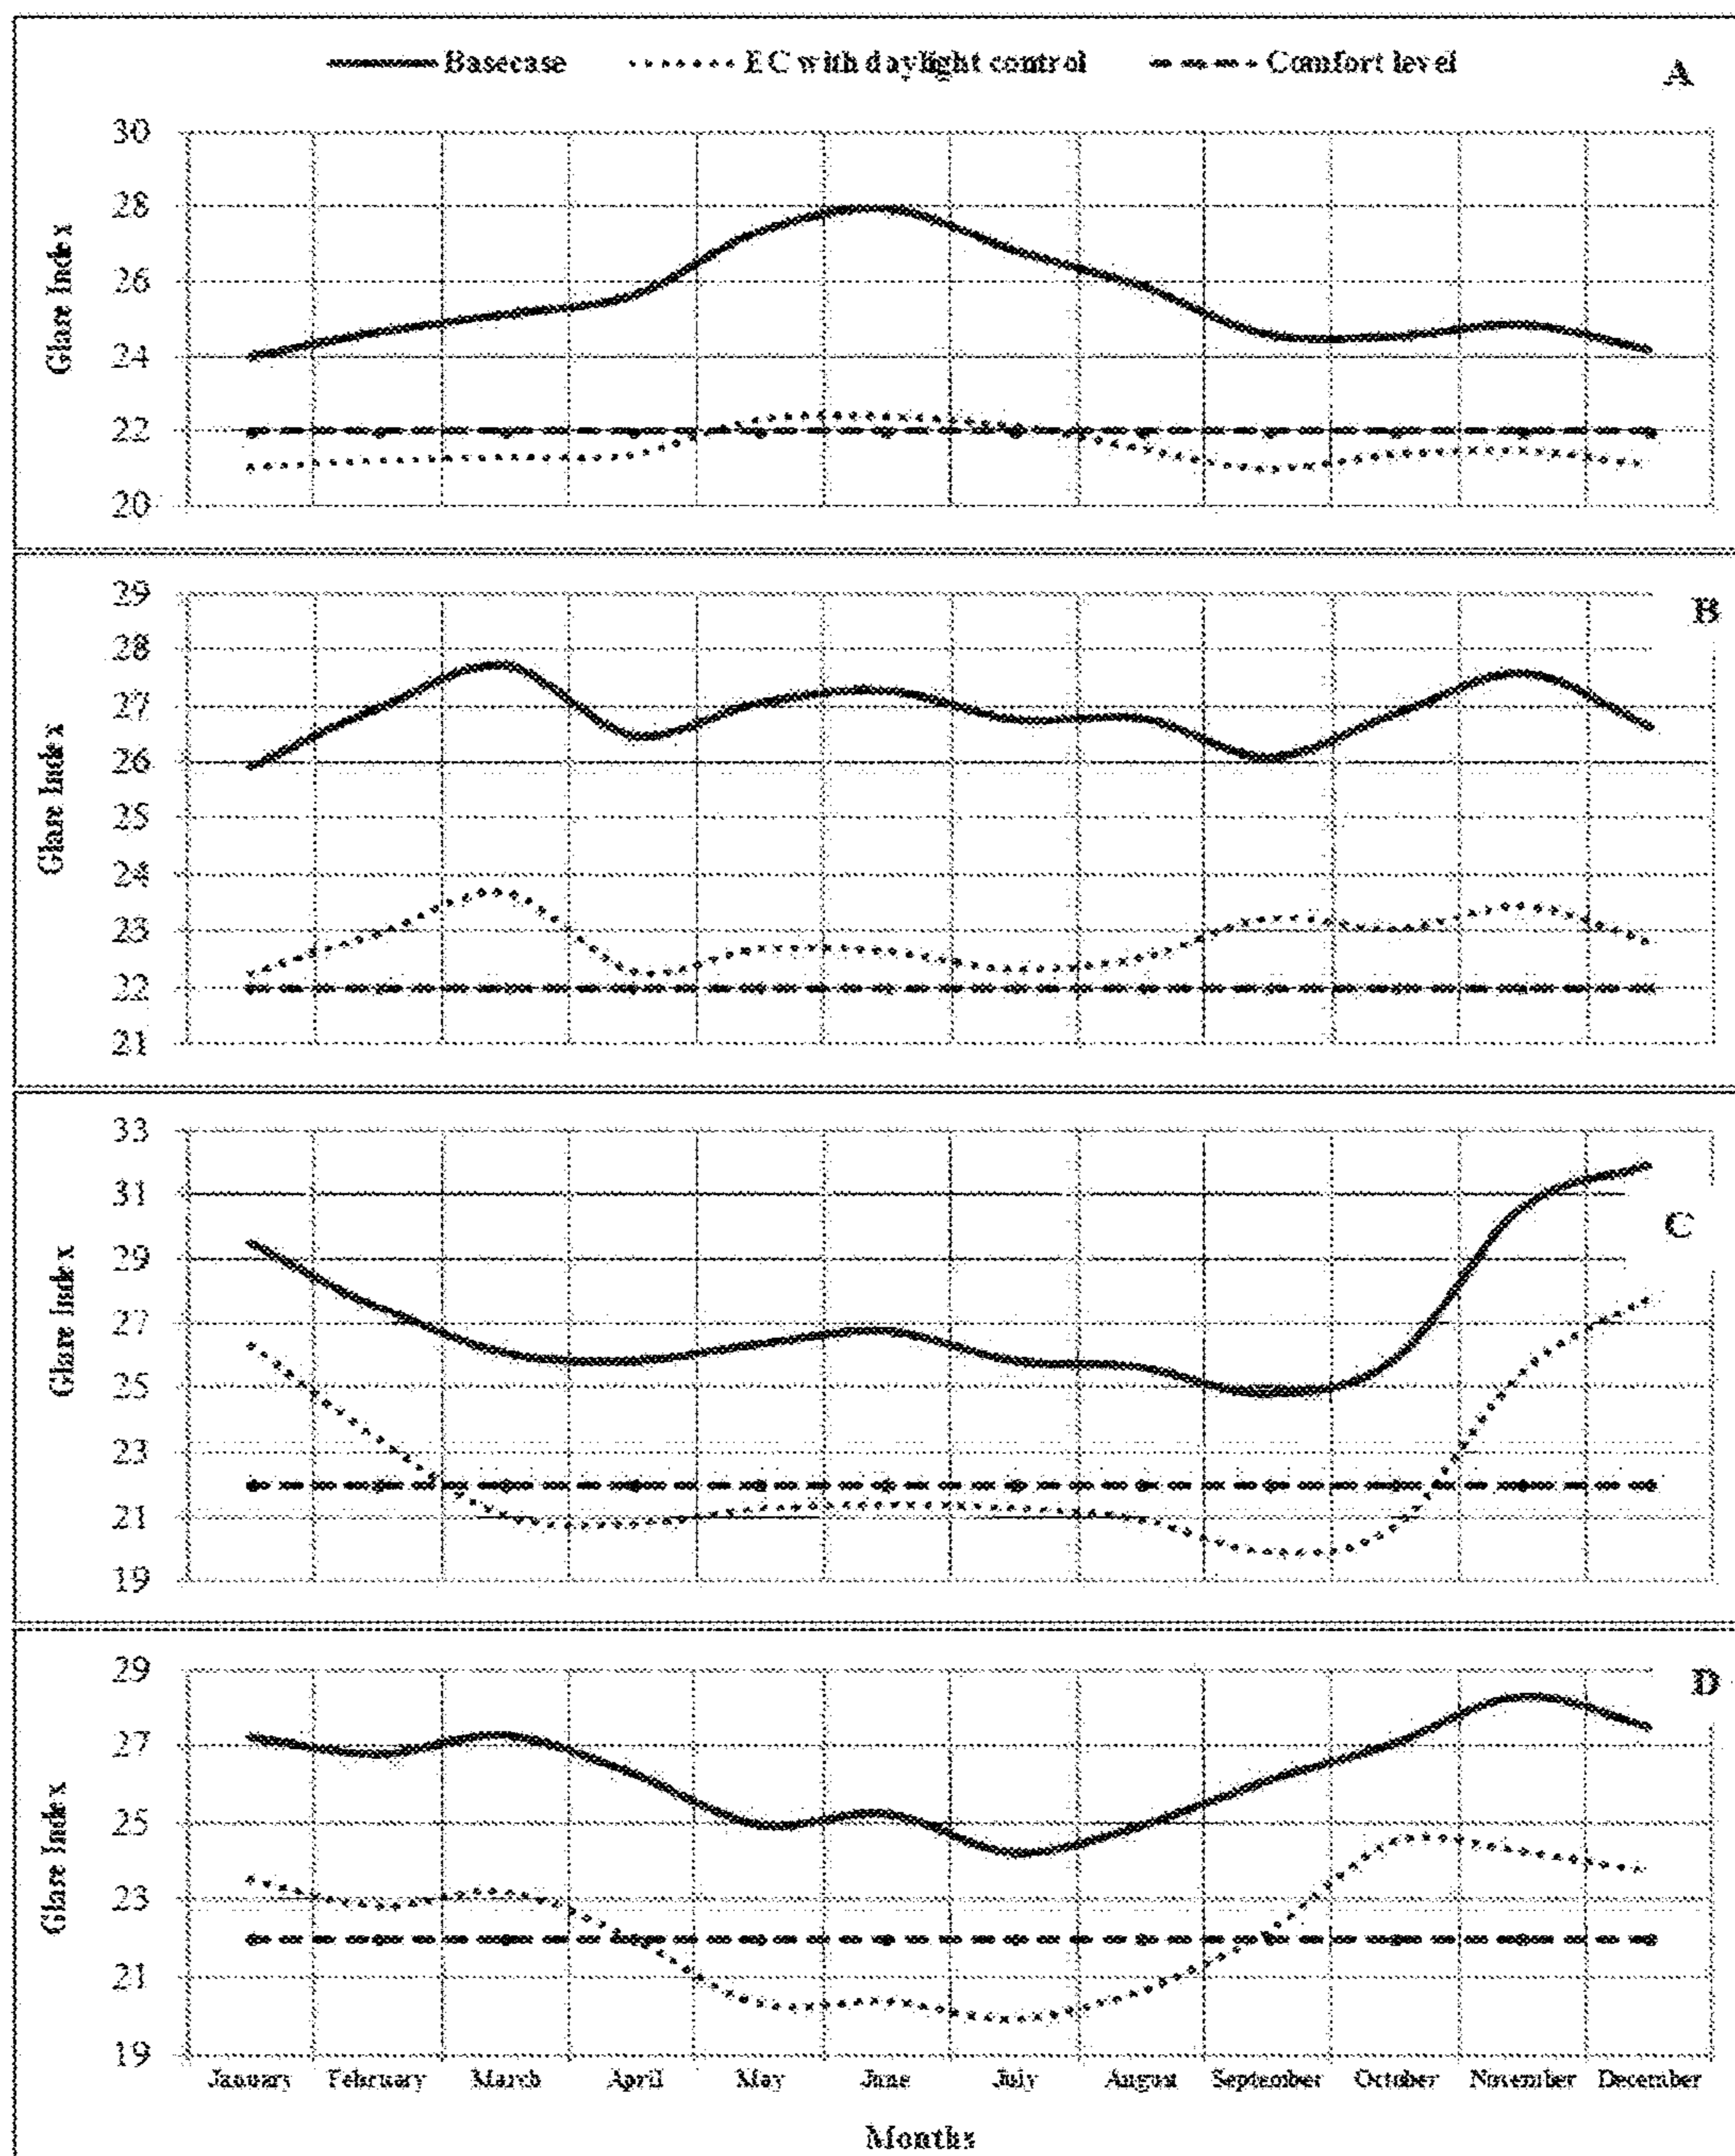 Basecase EC with daylight control Comfort level
A
30
28
26
24
22
20
Glare Index
B
29
28
27
26
25
24
23
22
21
Glare Index
C
33
31
29
27
25
23
21
19
Glare Index
D
29
27
25
23
21
19
Glare Index
January February March April May June July August September October November December
Months